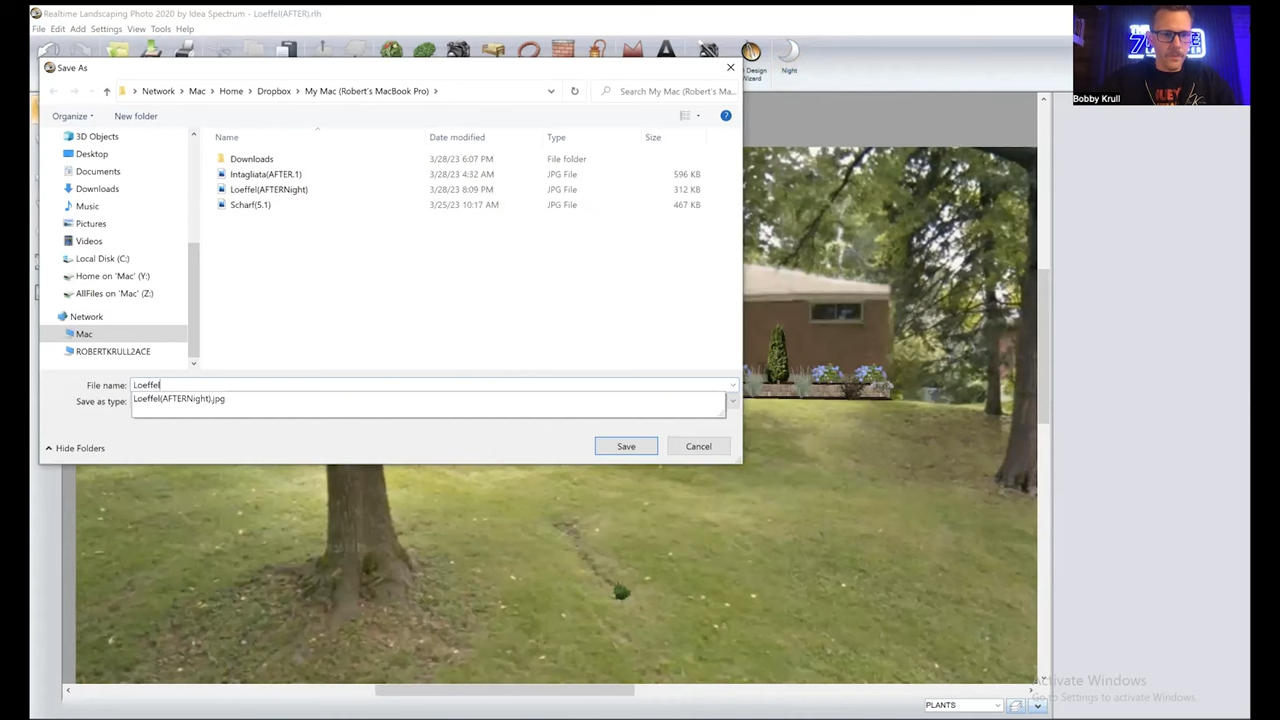 Realtime Landscaping Photo 2020 by Idea Spectrum - Loeffel(AFTER).rlh
File Edit Add Settings View Tools Help
Save As
Network > Mac > Home > Dropbox > My Mac (Robert's MacBook Pro) >
Search My Mac (Robert's Ma...
Organize
New folder
3D Objects
Desktop
Documents
Downloads
Music
Pictures
Videos
Local Disk (C:)
Home on 'Mac' (Y:)
AllFiles on 'Mac' (Z:)
Network
Mac
ROBERTKRULL2ACE
Name Date modified Type Size
Downloads 3/28/23 6:07 PM File folder
Intagliata(AFTER.1) 3/28/23 4:32 AM JPG File 596 KB
Loeffel(AFTERNight) 3/28/23 8:09 PM JPG File 312 KB
Scharf(5.1) 3/25/23 10:17 AM JPG File 467 KB
File name: Loeffel
Save as type:
Loeffel(AFTERNight).jpg
Hide Folders
Save
Cancel
Design
Wizard
Night
THE
Bobby Krull
Activate Windows
Go to Settings to activate Windows.
PLANTS